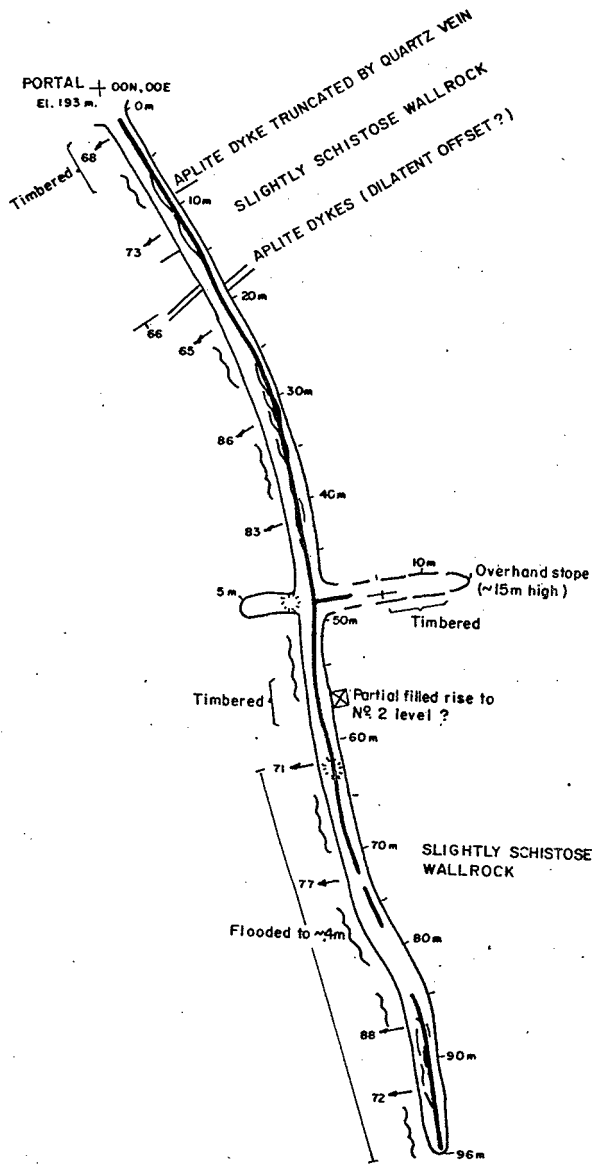 PORTAL
00N, 00E
El. 193 m.
0m
APLITE DYKE TRUNCATED BY QUARTZ VEIN
SLIGHTLY SCHISTOSE WALLROCK
APLITE DYKES (DILATENT OFFSET?)
68
Timbered
10m
73
20m
66
65
30m
86
40m
83
10m
Overhand stope
(~15m high)
5m
50m
Timbered
Timbered
Partial filled rise to
Nº 2 level ?
60m
71
70m
SLIGHTLY SCHISTOSE
WALLROCK
77
Flooded to ~4m
80m
88
90m
72
96m